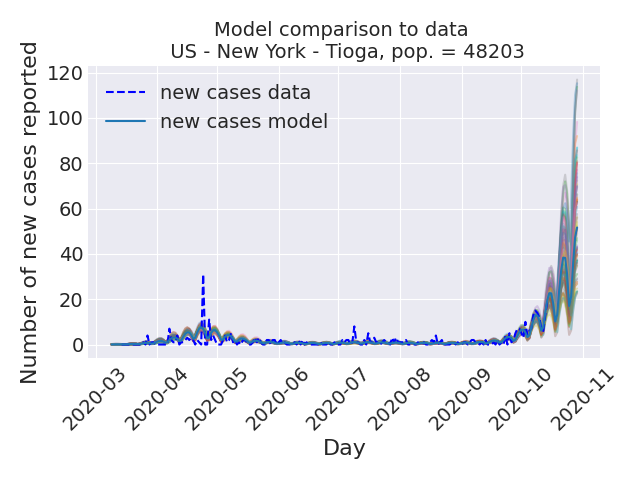 Model comparison to data
US - New York - Tioga, pop. = 48203
Number of new cases reported
120
100
80
60
40
20
0
new cases data
new cases model
2020-03
2020-04
2020-05
2020-06
2020-07
2020-08
2020-09
2020-10
2020-11
Day